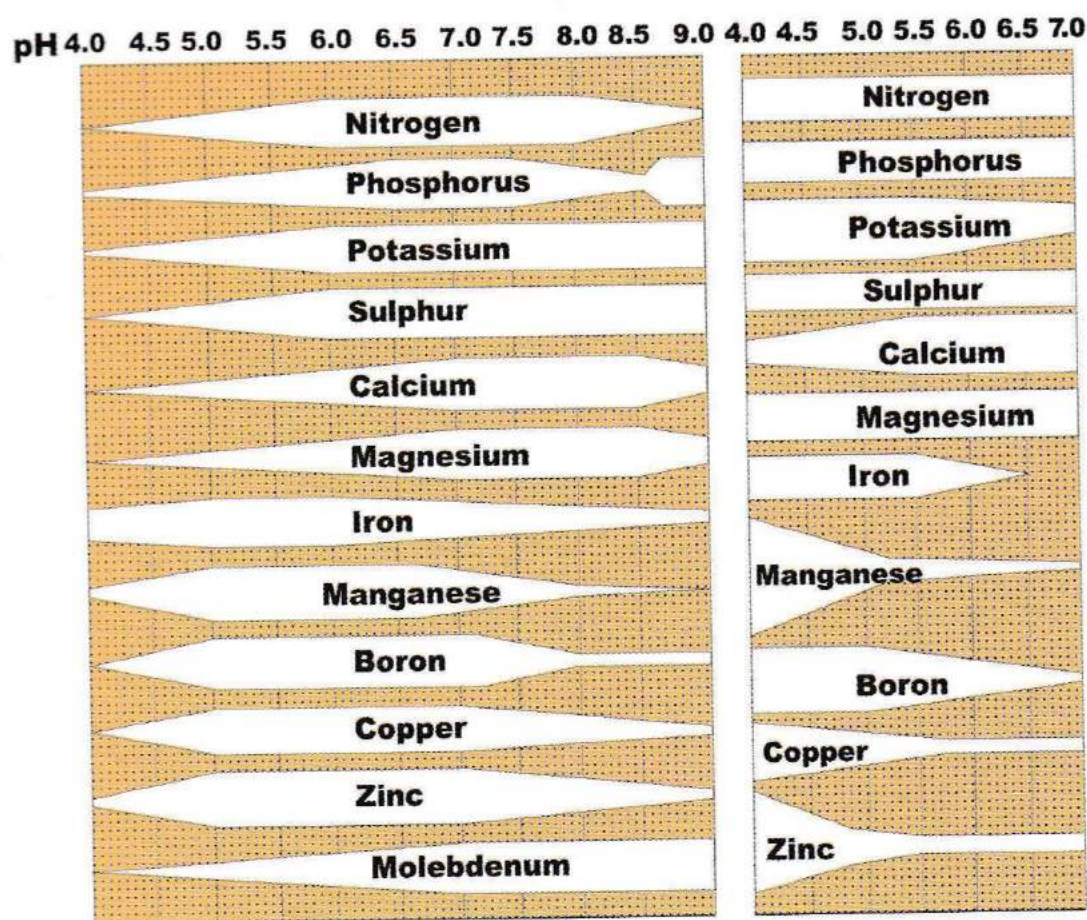 pH 4.0 4.5 5.0 5.5 6.0 6.5 7.0 7.5 8.0 8.5 9.0
Nitrogen
Phosphorus
Potassium
Sulphur
Calcium
Magnesium
Iron
Manganese
Boron
Copper
Zinc
Molebdenum
4.0 4.5 5.0 5.5 6.0 6.5 7.0
Nitrogen
Phosphorus
Potassium
Sulphur
Calcium
Magnesium
Iron
Manganese
Boron
Copper
Zinc